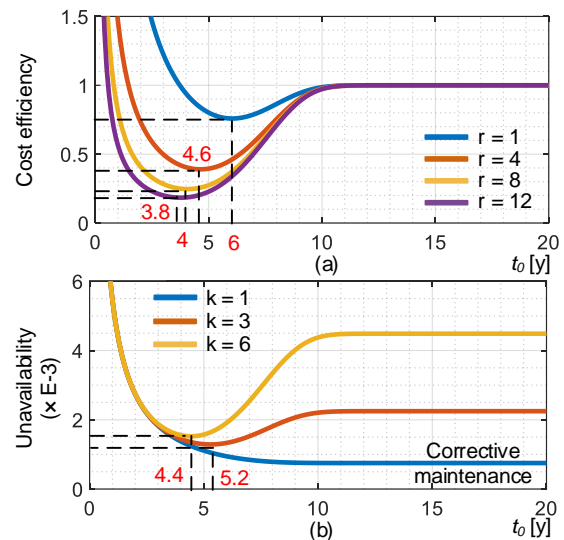 1.5
1
0.5
0
Cost efficiency
4.6
3.8
4
6
r = 1
r = 4
r = 8
r = 12
0
5
10
15
20
(a)
t0 [y]
6
4
2
0
Unavailability
(× E-3)
k = 1
k = 3
k = 6
4.4
5.2
Corrective
maintenance
0
5
10
15
20
(b)
t0 [y]